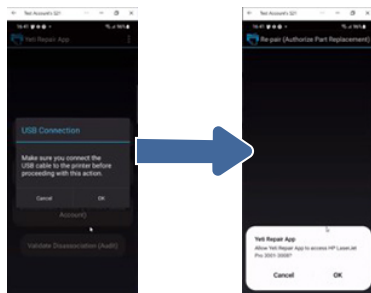 Test Account's S21
Yeti Repair App
USB Connection
Make sure you connect the
USB cable to the printer before
proceeding with this action.
Cancel OK
Account)
Validate Disassociation (Audit)
Test Account's S21
Re-pair (Authorize Part Replacement)
Yeti Repair App
Allow Yeti Repair App to access HP LaserJet
Pro 3001-3008?
Cancel OK